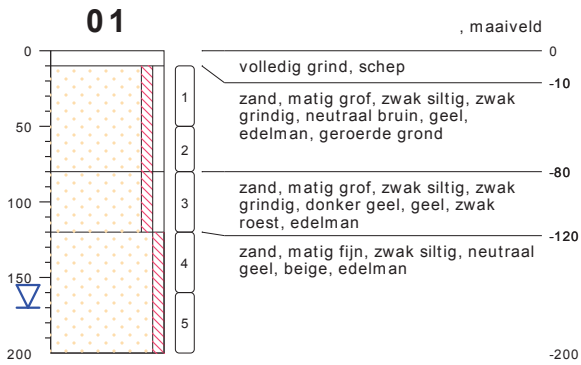 01
, maaiveld
0
0
volledig grind, schep
-10
1
zand, matig grof, zwak siltig, zwak
grindig, neutraal bruin, geel,
edelman, geroerde grond
50
2
-80
zand, matig grof, zwak siltig, zwak
grindig, donker geel, geel, zwak
roest, edelman
3
100
-120
zand, matig fijn, zwak siltig, neutraal
geel, beige, edelman
4
150
5
200
-200